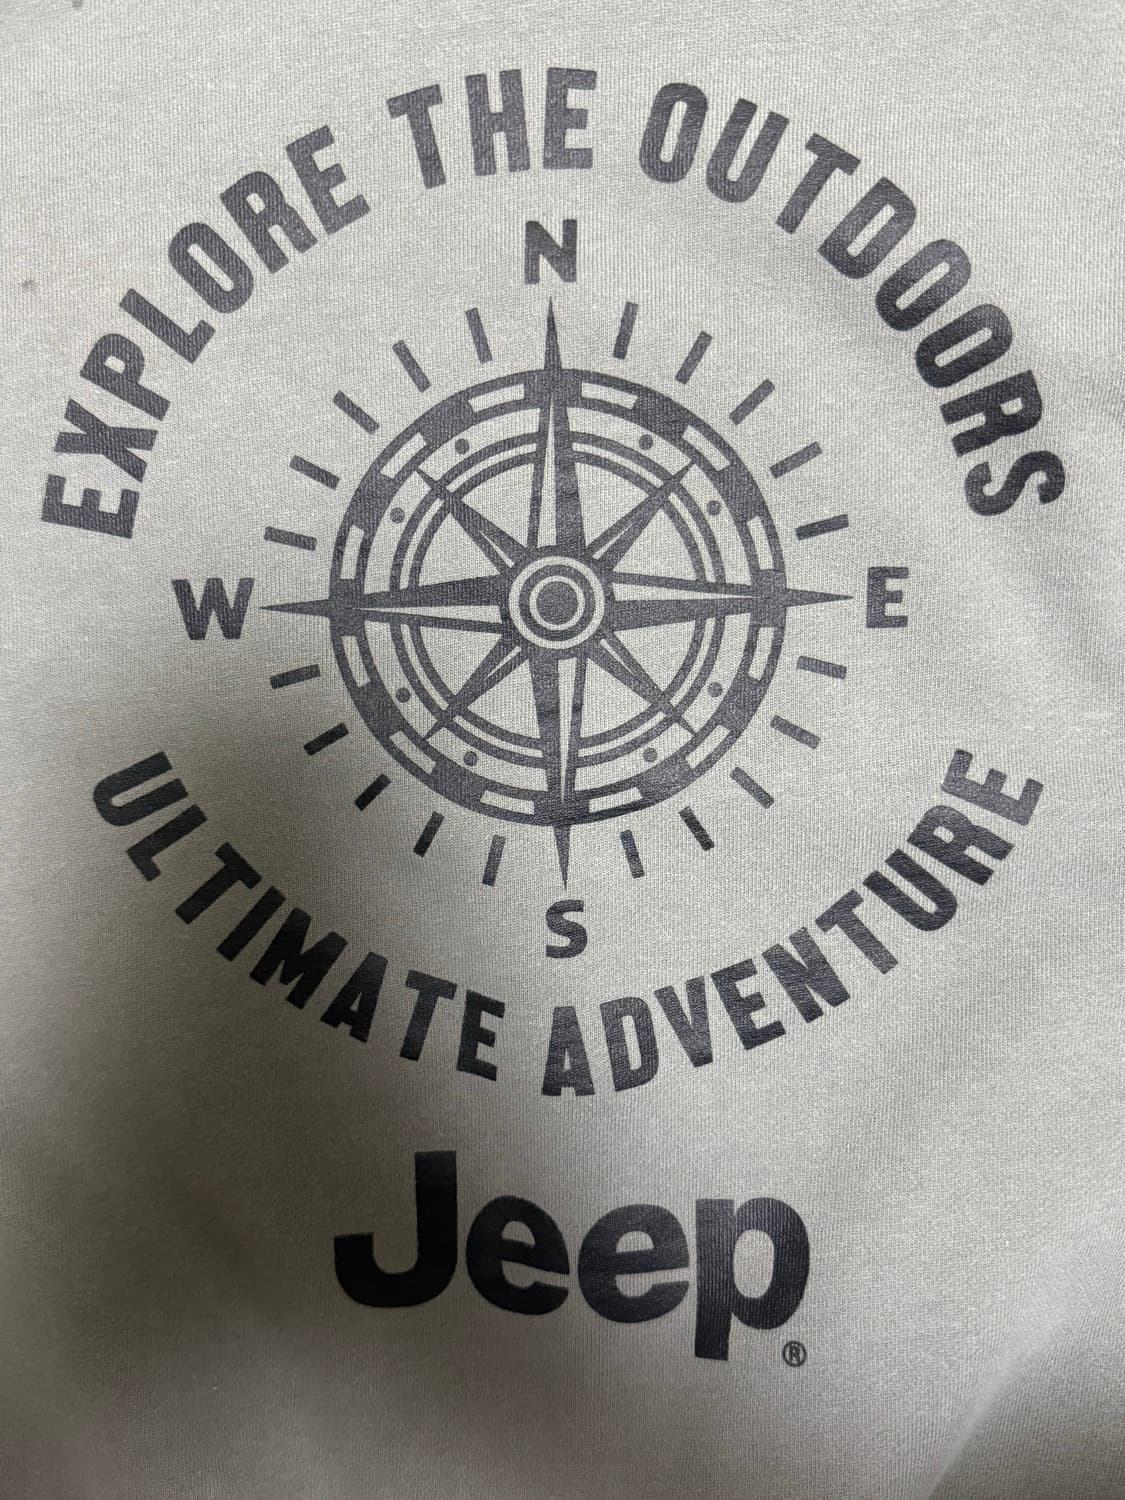 EXPLORE THE OUTDOORS
N
W E
S
ULTIMATE ADVENTURE
Jeep®